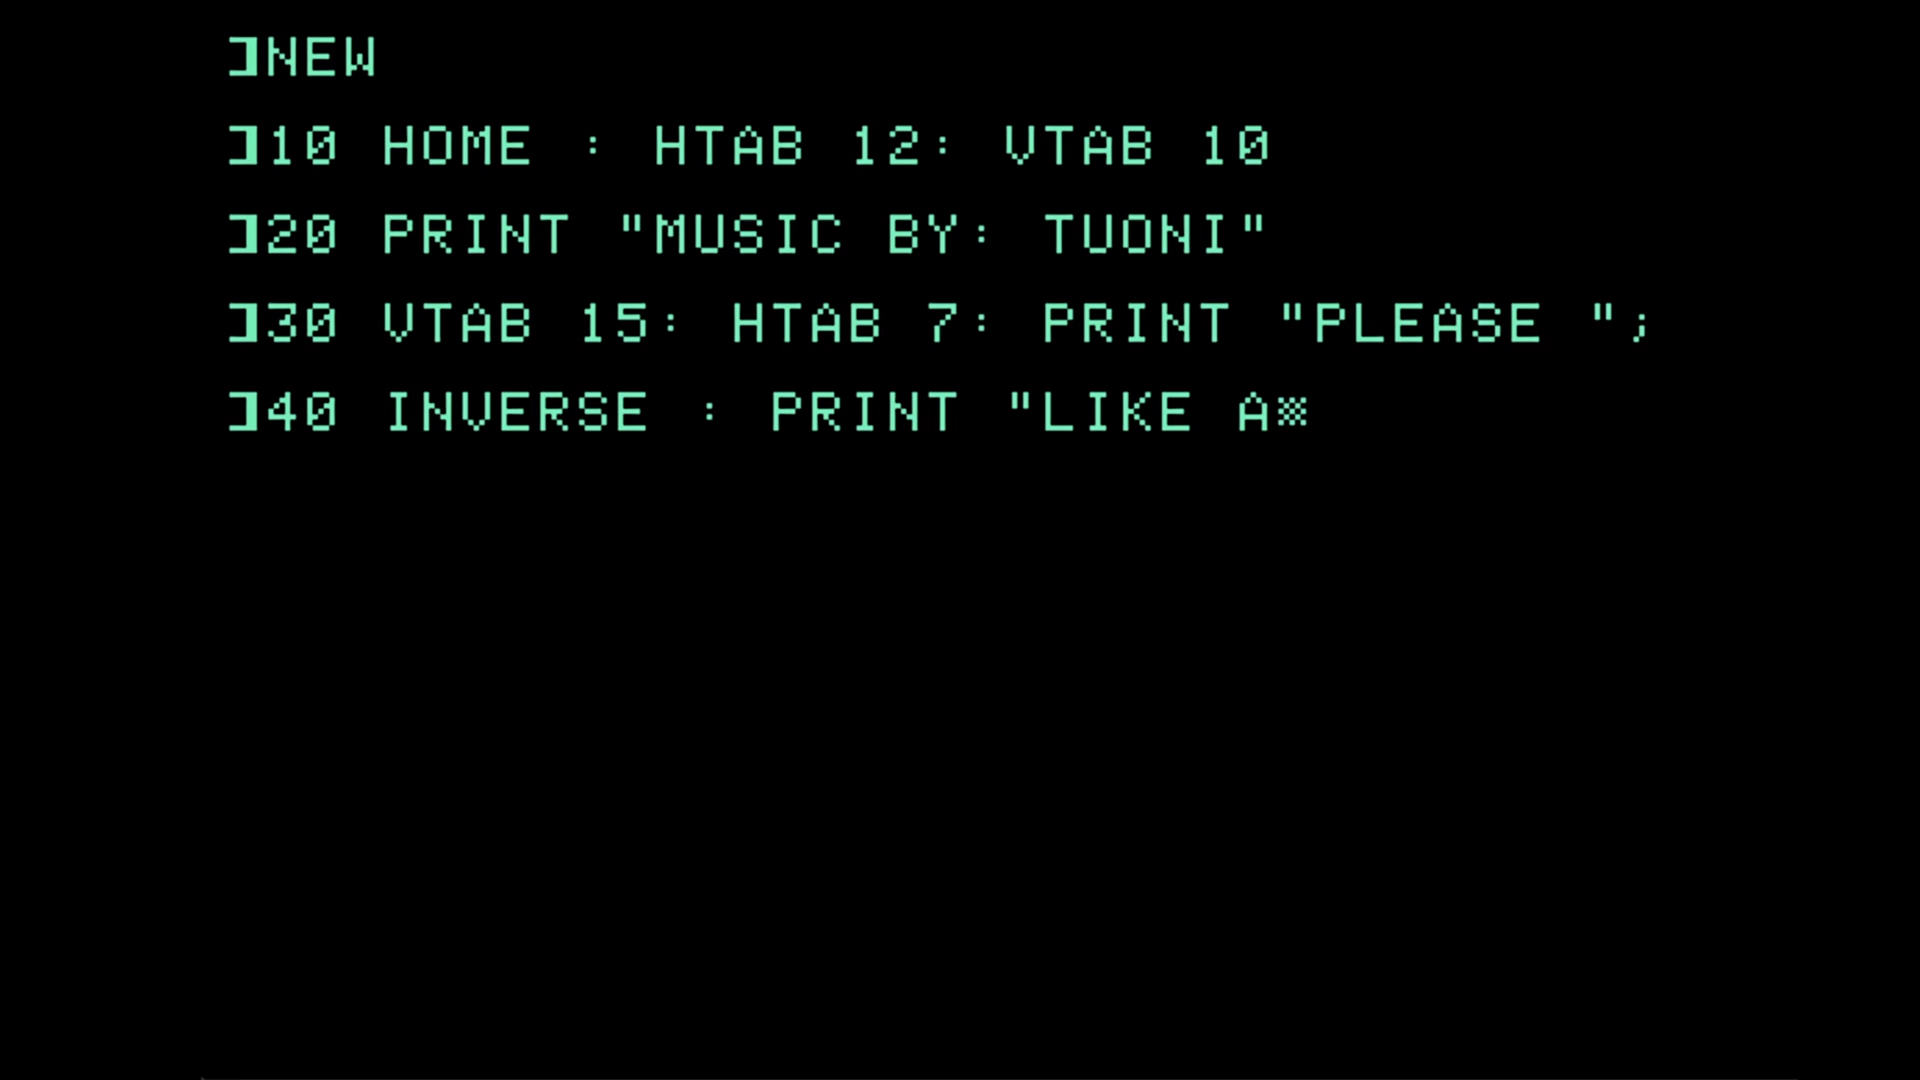 ]NEW
]10 HOME : HTAB 12: VTAB 10
]20 PRINT "MUSIC BY: TUONI"
]30 VTAB 15: HTAB 7: PRINT "PLEASE ";
]40 INVERSE : PRINT "LIKE A